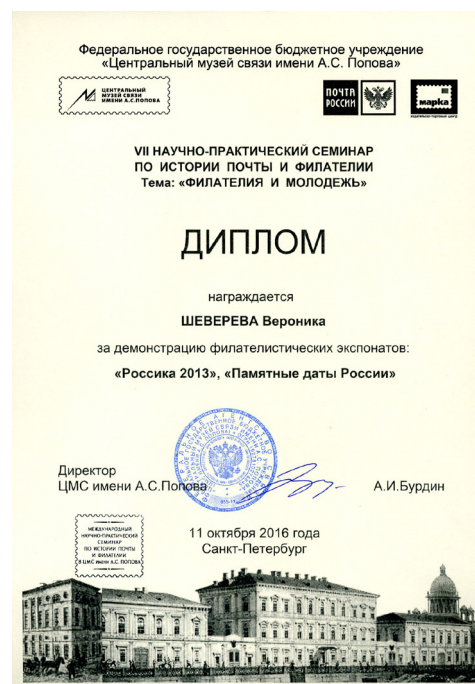 Федеральное государственное бюджетное учреждение
«Центральный музей связи имени А.С. Попова»
ЦЕНТРАЛЬНЫЙ
МУЗЕЙ СВЯЗИ
ИМЕНИ А.С.ПОПОВА
ПОЧТА
РОССИИ
марка
издательско-торговый центр
VII НАУЧНО-ПРАКТИЧЕСКИЙ СЕМИНАР
ПО ИСТОРИИ ПОЧТЫ И ФИЛАТЕЛИИ
Тема: «ФИЛАТЕЛИЯ И МОЛОДЕЖЬ»
ДИПЛОМ
награждается
ШЕВЕРЕВА Вероника
за демонстрацию филателистических экспонатов:
«Россика 2013», «Памятные даты России»
Директор
ЦМС имени А.С.Попова
А.И.Бурдин
МЕЖДУНАРОДНЫЙ
НАУЧНО-ПРАКТИЧЕСКИЙ
СЕМИНАР
ПО ИСТОРИИ ПОЧТЫ
И ФИЛАТЕЛИИ
В ЦМС ИМЕНИ А.С. ПОПОВА
11 октября 2016 года
Санкт-Петербург